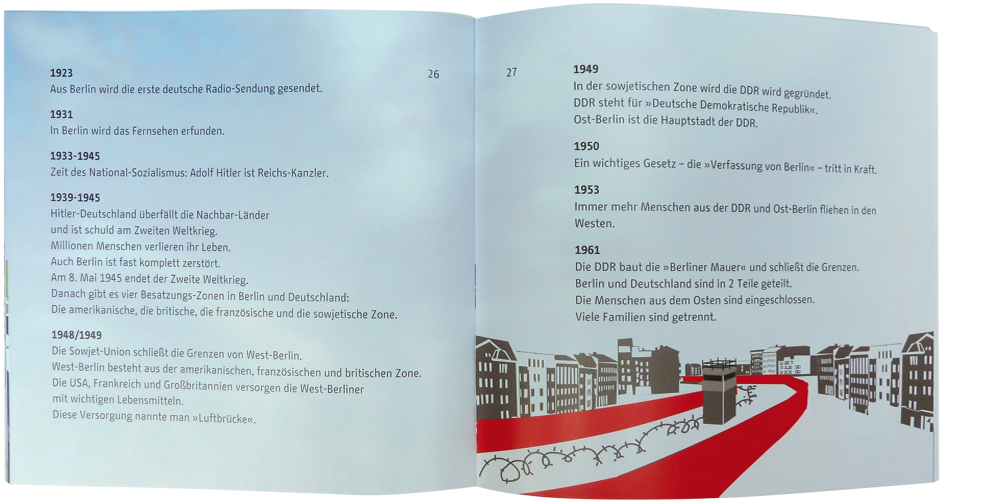 26
1923
Aus Berlin wird die erste deutsche Radio-Sendung gesendet.
1931
In Berlin wird das Fernsehen erfunden.
1933-1945
Zeit des National-Sozialismus: Adolf Hitler ist Reichs-Kanzler.
1939-1945
Hitler-Deutschland überfällt die Nachbar-Länder
und ist schuld am Zweiten Weltkrieg.
Millionen Menschen verlieren ihr Leben.
Auch Berlin ist fast komplett zerstört.
Am 8. Mai 1945 endet der Zweite Weltkrieg.
Danach gibt es vier Besatzungs-Zonen in Berlin und Deutschland:
Die amerikanische, die britische, die französische und die sowjetische Zone.
1948/1949
Die Sowjet-Union schließt die Grenzen von West-Berlin.
West-Berlin besteht aus der amerikanischen, französischen und britischen Zone.
Die USA, Frankreich und Großbritannien versorgen die West-Berliner
mit wichtigen Lebensmitteln.
Diese Versorgung nannte man »Luftbrücke«.
27
1949
In der sowjetischen Zone wird die DDR wird gegründet.
DDR steht für »Deutsche Demokratische Republik«.
Ost-Berlin ist die Hauptstadt der DDR.
1950
Ein wichtiges Gesetz – die »Verfassung von Berlin« – tritt in Kraft.
1953
Immer mehr Menschen aus der DDR und Ost-Berlin fliehen in den
Westen.
1961
Die DDR baut die »Berliner Mauer« und schließt die Grenzen.
Berlin und Deutschland sind in 2 Teile geteilt.
Die Menschen aus dem Osten sind eingeschlossen.
Viele Familien sind getrennt.